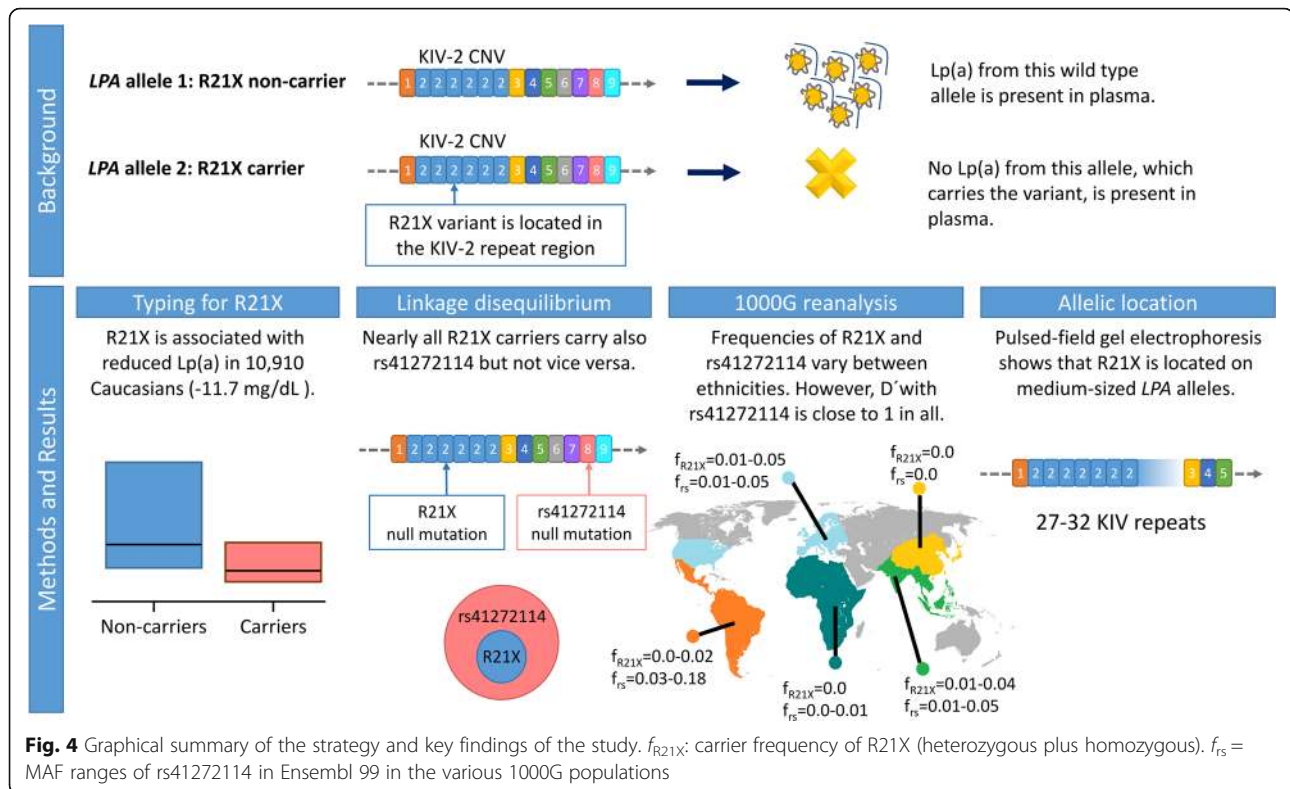 Background
LPA allele 1: R21X non-carrier
KIV-2 CNV
1 2 2 2 2 2 2 3 4 5 6 7 8 9
Lp(a) from this wild type
allele is present in plasma.
LPA allele 2: R21X carrier
KIV-2 CNV
1 2 2 2 2 2 2 3 4 5 6 7 8 9
R21X variant is located in
the KIV-2 repeat region
No Lp(a) from this allele, which
carries the variant, is present in
plasma.
Methods and Results
Typing for R21X
R21X is associated with
reduced Lp(a) in 10,910
Caucasians (-11.7 mg/dL ).
Non-carriers
Carriers
Linkage disequilibrium
Nearly all R21X carriers carry also
rs41272114 but not vice versa.
1 2 2 2 2 2 2 3 4 5 6 7 8 9
R21X
null mutation
rs41272114
null mutation
rs41272114
R21X
1000G reanalysis
Frequencies of R21X and
rs41272114 vary between
ethnicities. However, D´with
rs41272114 is close to 1 in all.
fR21X=0.01-0.05
frs=0.01-0.05
fR21X=0.0
frs=0.0
fR21X=0.0-0.02
frs=0.03-0.18
fR21X=0.0
frs=0.0-0.01
fR21X=0.01-0.04
frs=0.01-0.05
Allelic location
Pulsed-field gel electrophoresis
shows that R21X is located on
medium-sized LPA alleles.
1 2 2 2 2 2 2 2 3 4 5
27-32 KIV repeats
Fig. 4 Graphical summary of the strategy and key findings of the study. fR21X: carrier frequency of R21X (heterozygous plus homozygous). frs =
MAF ranges of rs41272114 in Ensembl 99 in the various 1000G populations